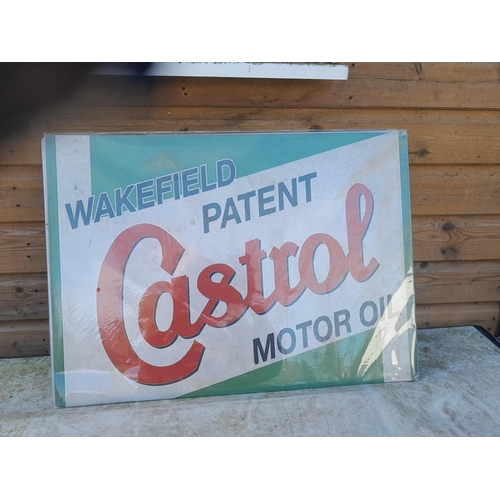 WAKEFIELD
PATENT
Castrol
MOTOR OIL